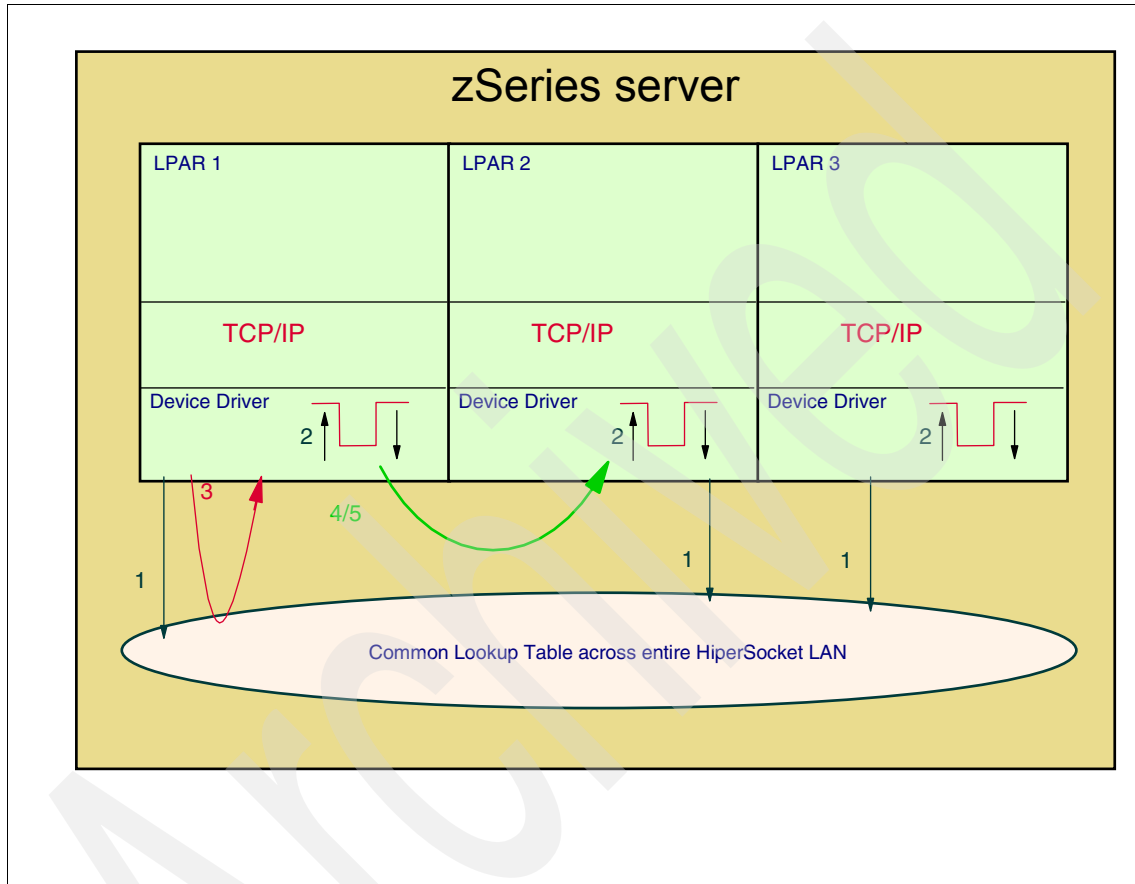 zSeries server
LPAR 1
LPAR 2
LPAR 3
TCP/IP
TCP/IP
TCP/IP
Device Driver
Device Driver
Device Driver
2
2
2
3
4/5
1
1
1
Common Lookup Table across entire HiperSocket LAN
Archived